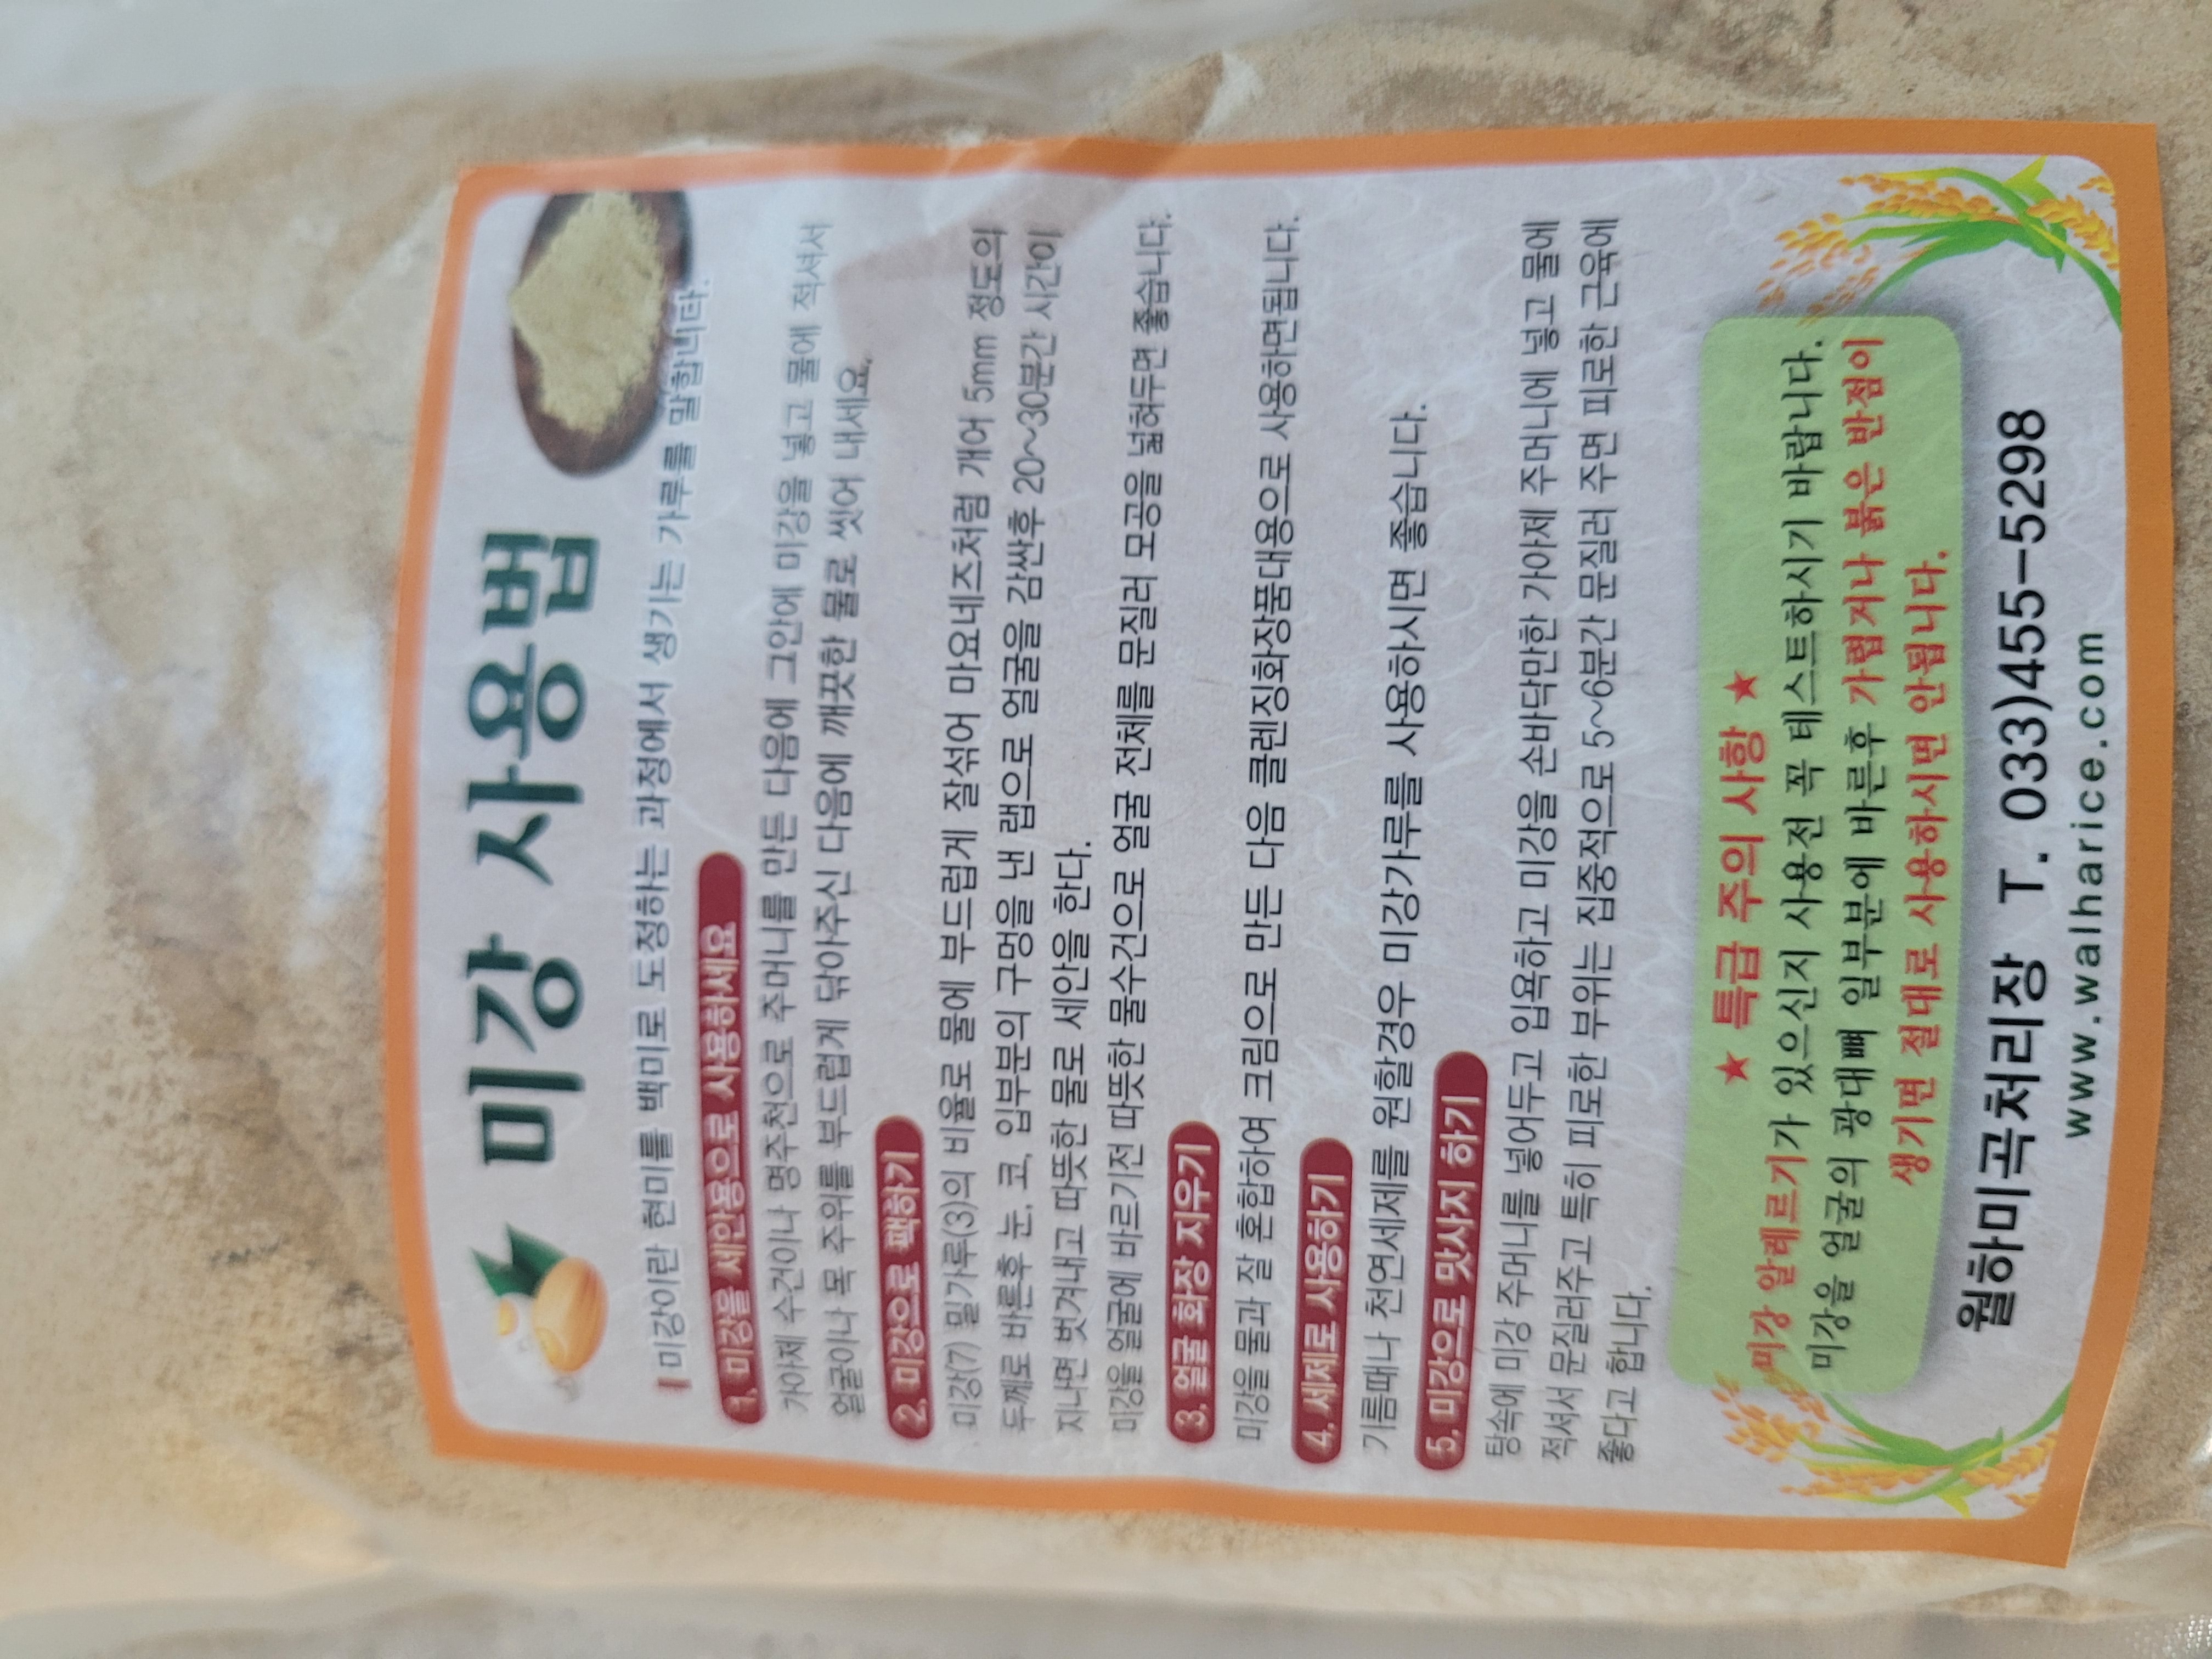 미강 사용법
미강이란 현미를 백미로 도정하는 과정에서 생기는 가루를 말합니다.
1. 미강을 세안용으로 사용하세요
가아제 수건이나 명주천으로 주머니를 만든 다음에 그안에 미강을 넣고 물에 적셔서
얼굴이나 목 주위를 부드럽게 닦아주신 다음에 깨끗한 물로 씻어 내세요.
2. 미강으로 팩하기
미강(7) 밀가루(3)의 비율로 물에 부드럽게 잘섞어 마요네즈처럼 개어 5mm 정도의
두께로 바른후 눈, 코, 입부분의 구멍을 낸 랩으로 얼굴을 감싼후 20~30분간 시간이
지나면 벗겨내고 따뜻한 물로 세안을 한다.
미강을 얼굴에 바르기전 따뜻한 물수건으로 얼굴 전체를 문질러 모공을 넓혀두면 좋습니다.
3. 얼굴 화장 지우기
미강을 물과 잘 혼합하여 크림으로 만든 다음 클렌징화장품대용으로 사용하면됩니다.
4. 세제로 사용하기
기름때나 천연세제를 원할경우 미강가루를 사용하시면 좋습니다.
5. 미강으로 맛사지 하기
탕속에 미강 주머니를 넣어두고 입욕하고 미강을 손바닥만한 가아제 주머니에 넣고 물에
적셔서 문질러주고 특히 피로한 부위는 집중적으로 5~6분간 문질러 주면 피로한 근육에
좋다고 합니다.
★ 특급 주의 사항 ★
미강 알레르기가 있으신지 사용전 꼭 테스트하시기 바랍니다.
미강을 얼굴의 광대뼈 일부분에 바른후 가렵거나 붉은 반점이
생기면 절대로 사용하시면 안됩니다.
월하미곡처리장 T. 033)455-5298
www.walharice.com